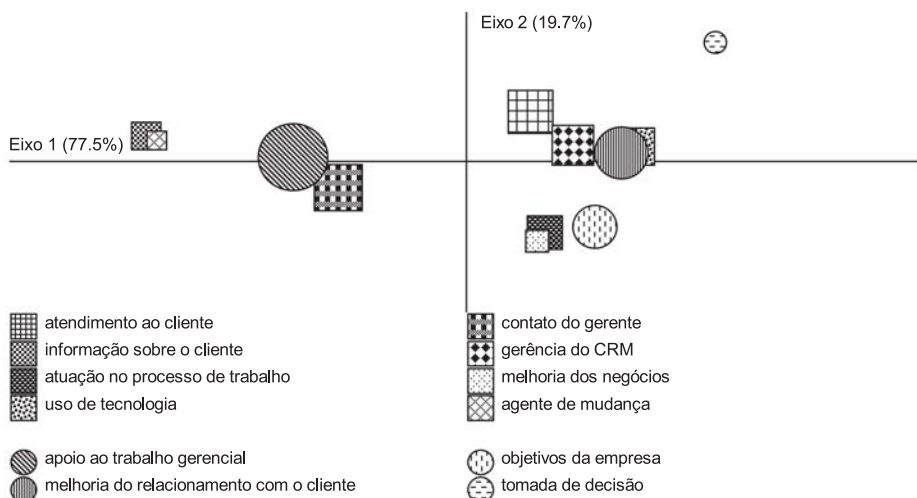 Eixo 2 (19.7%)
Eixo 1 (77.5%)
atendimento ao cliente
informação sobre o cliente
atuação no processo de trabalho
uso de tecnologia
contato do gerente
gerência do CRM
melhoria dos negócios
agente de mudança
apoio ao trabalho gerencial
melhoria do relacionamento com o cliente
objetivos da empresa
tomada de decisão